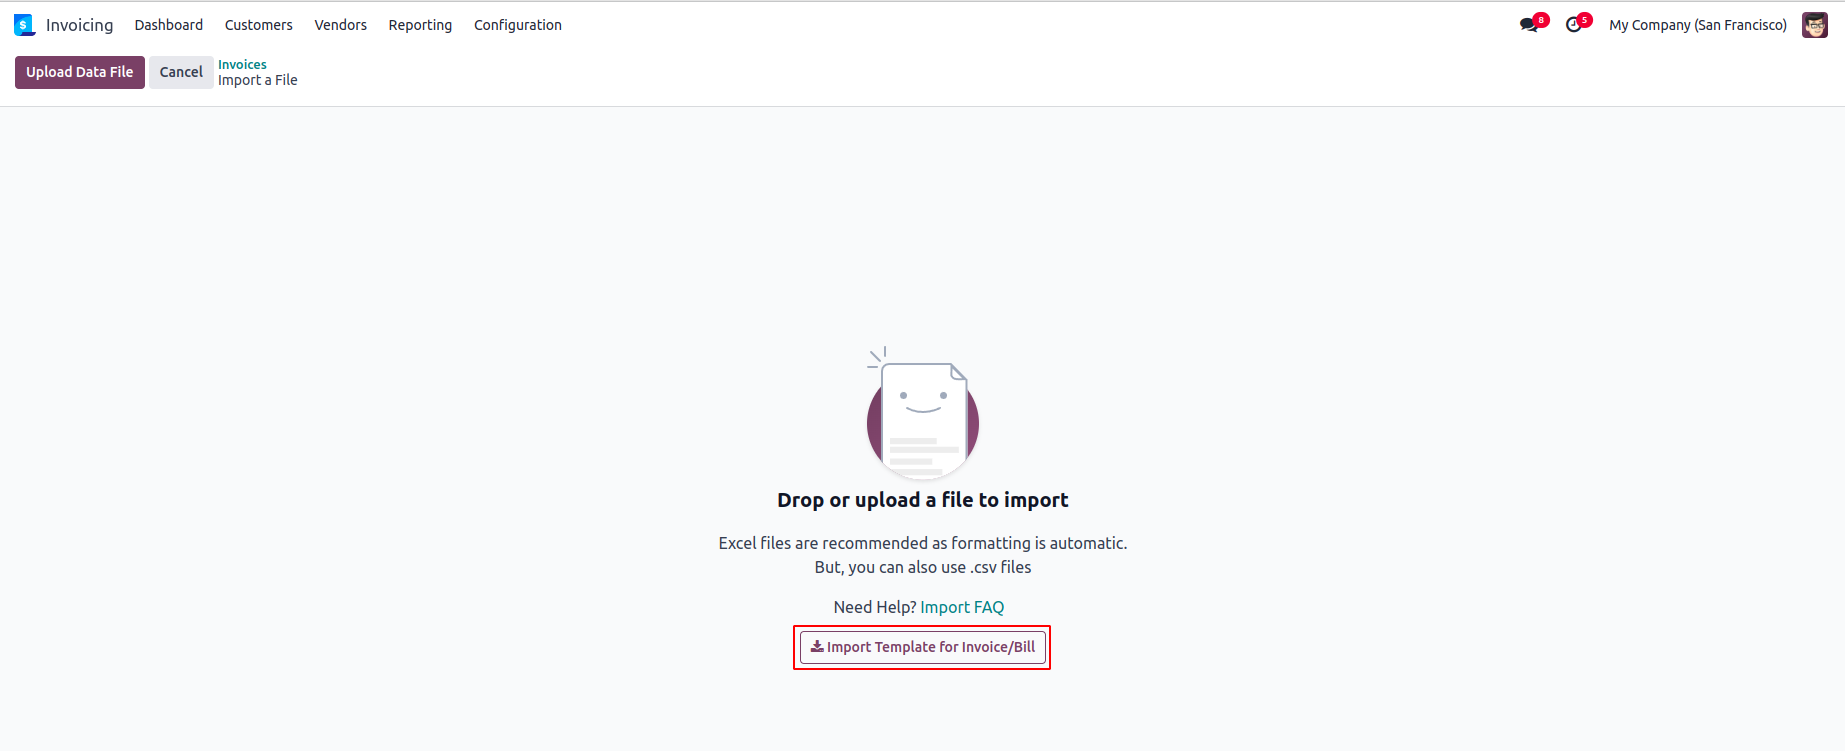 Invoicing Dashboard Customers Vendors Reporting Configuration 8 5 My Company (San Francisco)
Upload Data File Cancel Invoices
Import a File
Drop or upload a file to import
Excel files are recommended as formatting is automatic.
But, you can also use .csv files
Need Help? Import FAQ
Import Template for Invoice/Bill